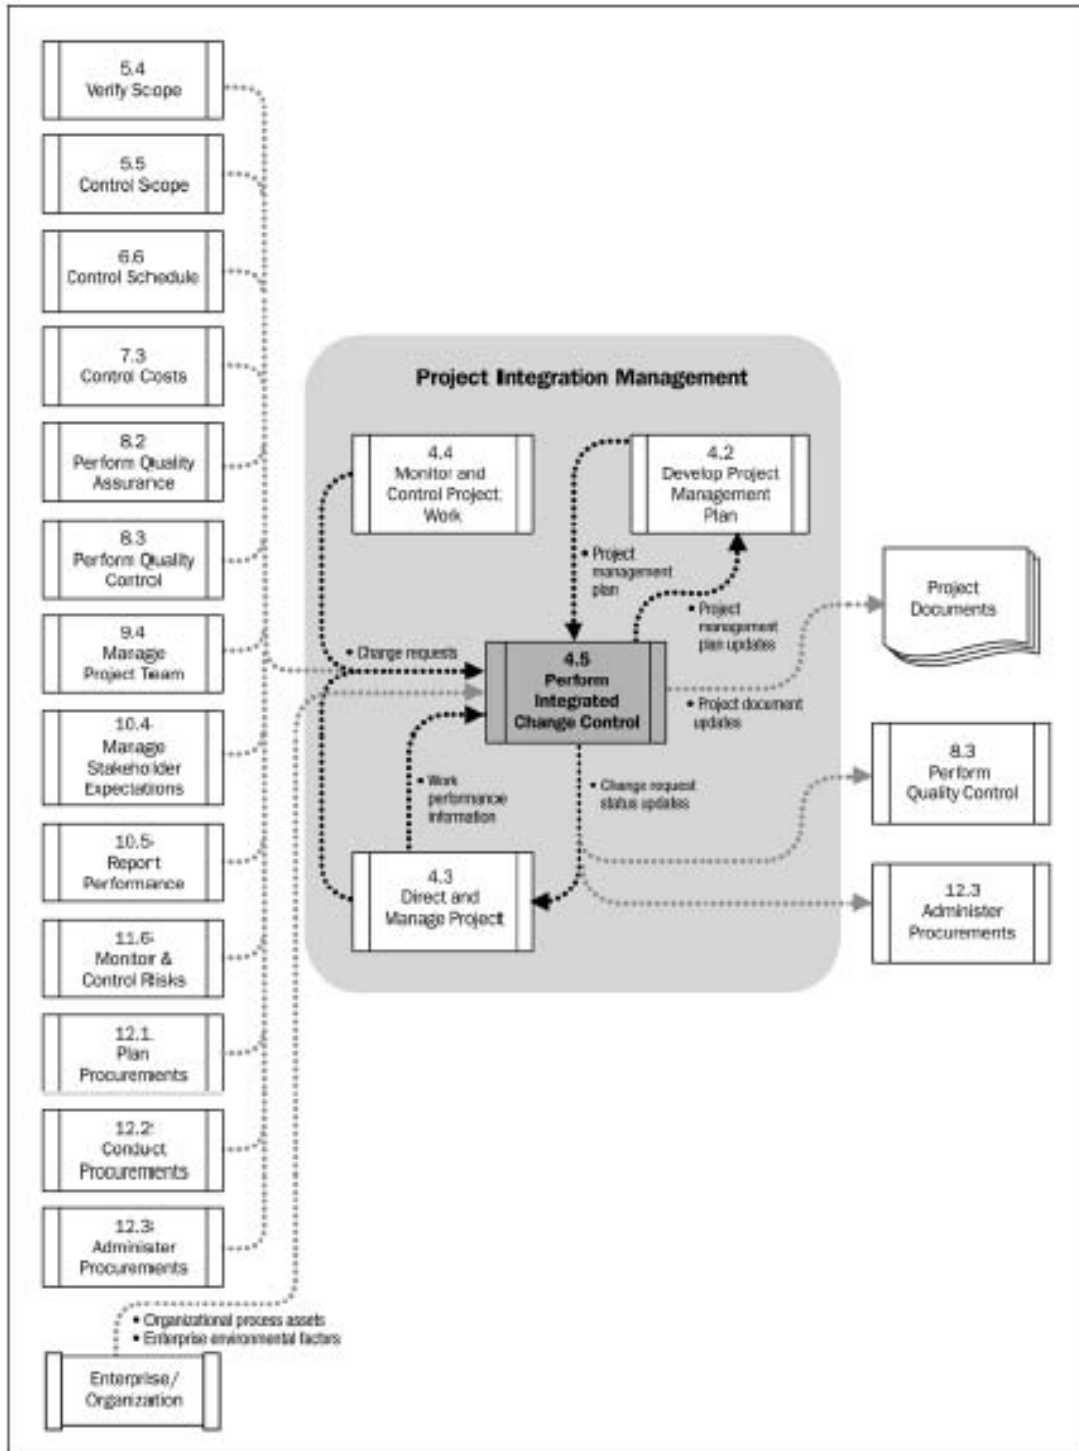 5.4
Verify Scope
5.5
Control Scope
6.6
Control Schedule
7.3
Control Costs
8.2
Perform Quality
Assurance
8.3
Perform Quality
Control
9.4
Manage
Project Team
10.4
Manage
Stakeholder
Expectations
10.5
Report
Performance
11.6
Monitor &
Control Risks
12.1
Plan
Procurements
12.2
Conduct
Procurements
12.3
Administer
Procurements
• Organizational process assets
• Enterprise environmental factors
Enterprise/
Organization
Project Integration Management
4.4
Monitor and
Control Project
Work
4.2
Develop Project
Management
Plan
• Project
management
plan
• Project
management
plan updates
• Change requests
4.5
Perform
Integrated
Change Control
• Project document
updates
• Work
performance
information
• Change request
status updates
4.3
Direct and
Manage Project
Project
Documents
8.3
Perform
Quality Control
12.3
Administer
Procurements